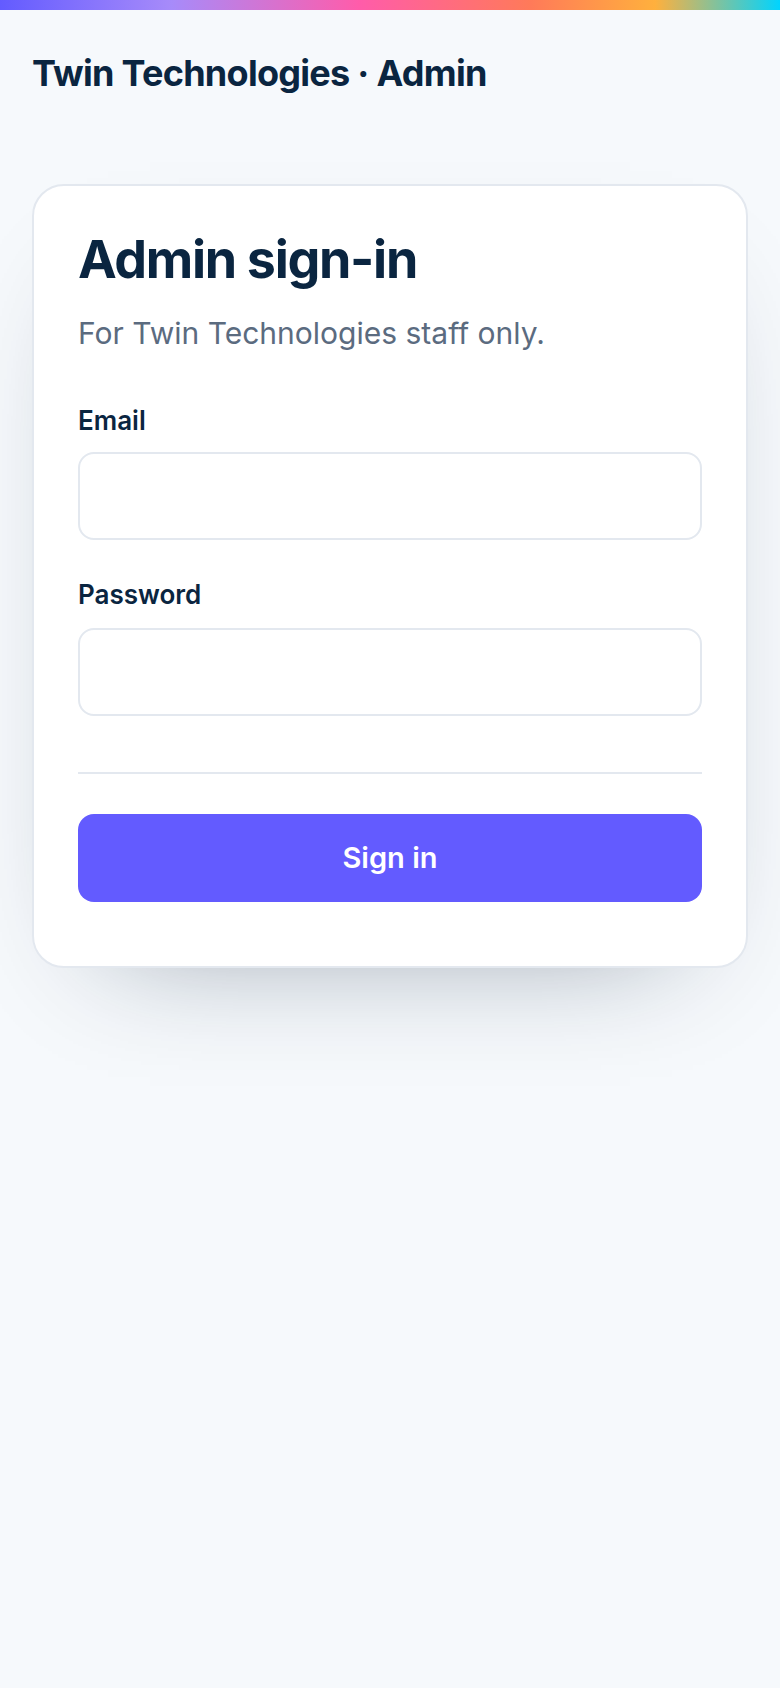 Twin Technologies · Admin
Admin sign-in
For Twin Technologies staff only.
Email
Password
Sign in